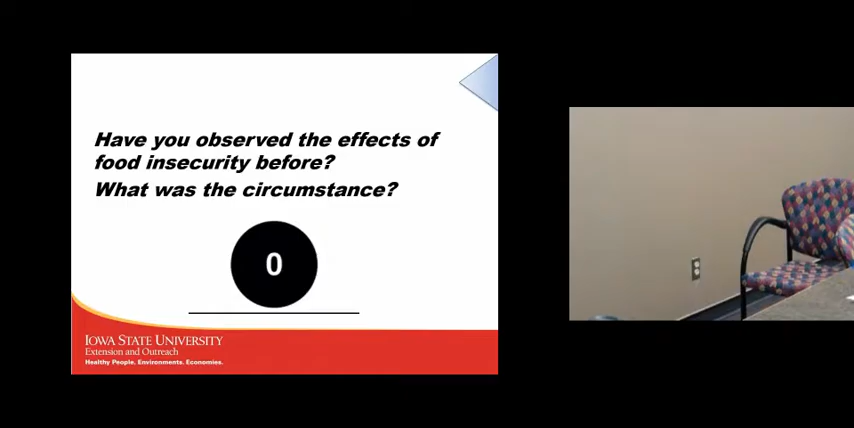 Have you observed the effects of
food insecurity before?
What was the circumstance?
0
IOWA STATE UNIVERSITY
Extension and Outreach
Healthy People. Environments. Economies.